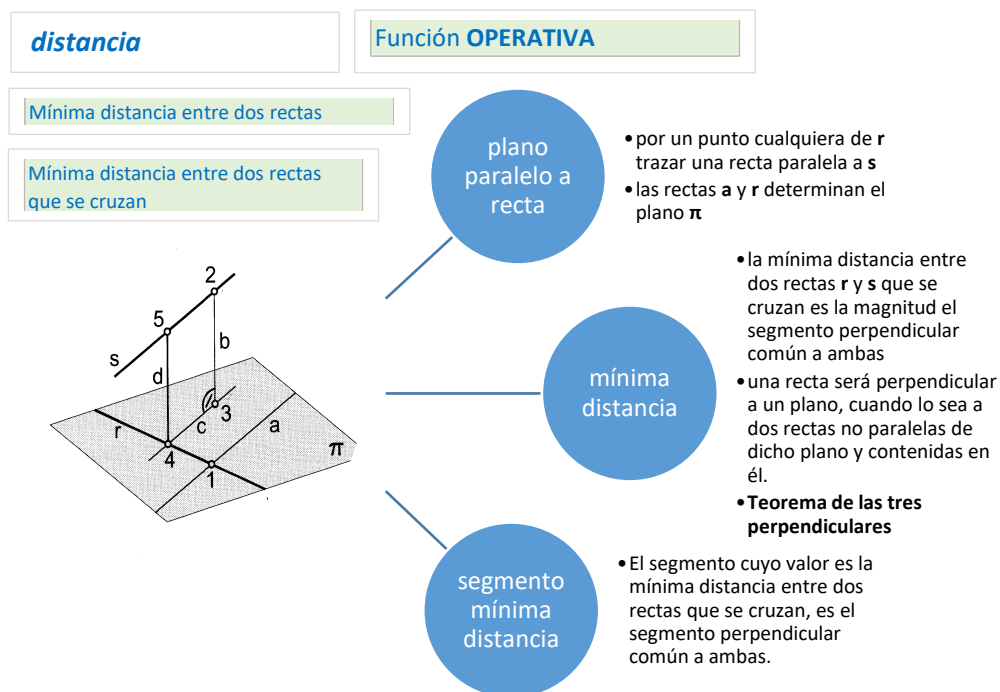 distancia
Función OPERATIVA
Mínima distancia entre dos rectas
Mínima distancia entre dos rectas
que se cruzan
plano
paralelo a
recta
•por un punto cualquiera de r
trazar una recta paralela a s
•las rectas a y r determinan el
plano π
2
5
s
b
d
3
r
c
a
4
1
π
mínima
distancia
•la mínima distancia entre
dos rectas r y s que se
cruzan es la magnitud el
segmento perpendicular
común a ambas
•una recta será perpendicular
a un plano, cuando lo sea a
dos rectas no paralelas de
dicho plano y contenidas en
él.
•Teorema de las tres
perpendiculares
segmento
mínima
distancia
•El segmento cuyo valor es la
mínima distancia entre dos
rectas que se cruzan, es el
segmento perpendicular
común a ambas.